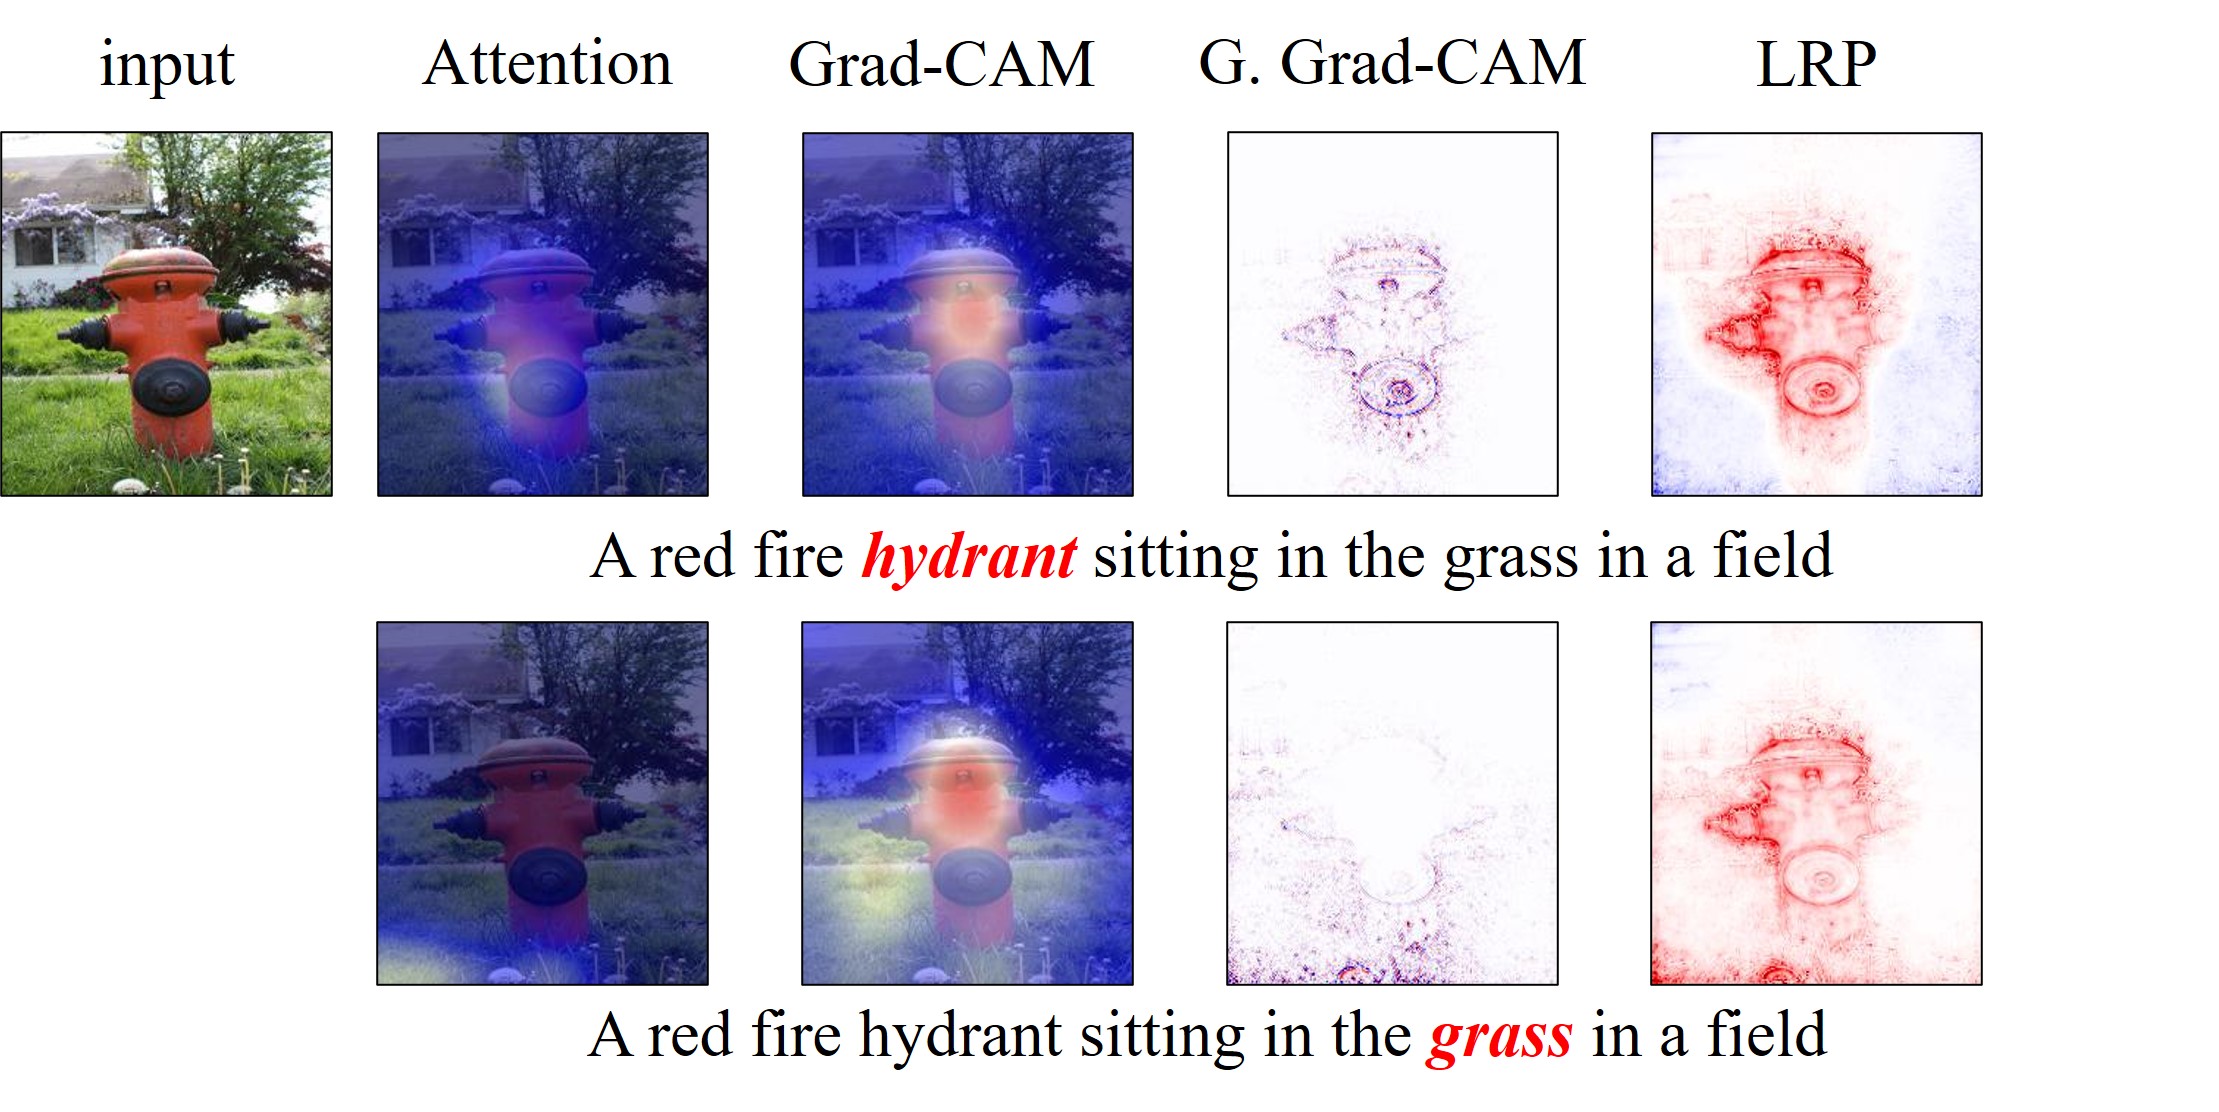 input Attention Grad-CAM G. Grad-CAM LRP
A red fire hydrant sitting in the grass in a field
A red fire hydrant sitting in the grass in a field